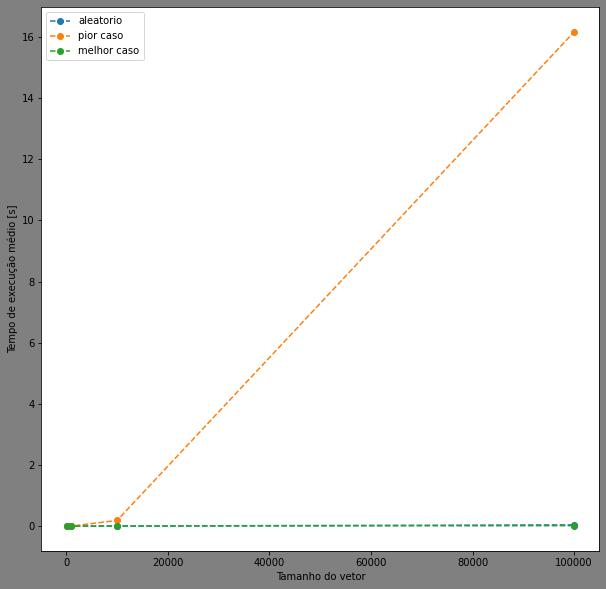 aleatorio
pior caso
melhor caso
16
14
12
10
8
6
4
2
0
Tempo de execução médio [s]
0 20000 40000 60000 80000 100000
Tamanho do vetor